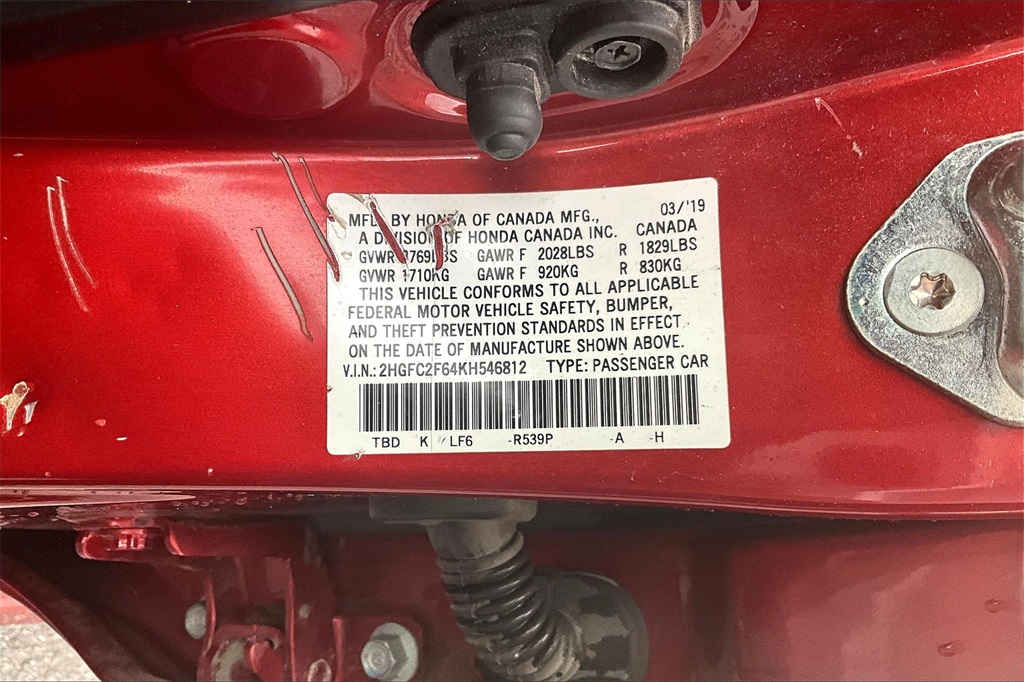 MFD. BY HONDA OF CANADA MFG., 03/'19
A DIVISION OF HONDA CANADA INC. CANADA
GVWR 3769LBS GAWR F 2028LBS R 1829LBS
GVWR 1710KG GAWR F 920KG R 830KG
THIS VEHICLE CONFORMS TO ALL APPLICABLE
FEDERAL MOTOR VEHICLE SAFETY, BUMPER,
AND THEFT PREVENTION STANDARDS IN EFFECT
ON THE DATE OF MANUFACTURE SHOWN ABOVE.
V.I.N.: 2HGFC2F64KH546812 TYPE: PASSENGER CAR
TBD K LF6 -R539P -A -H